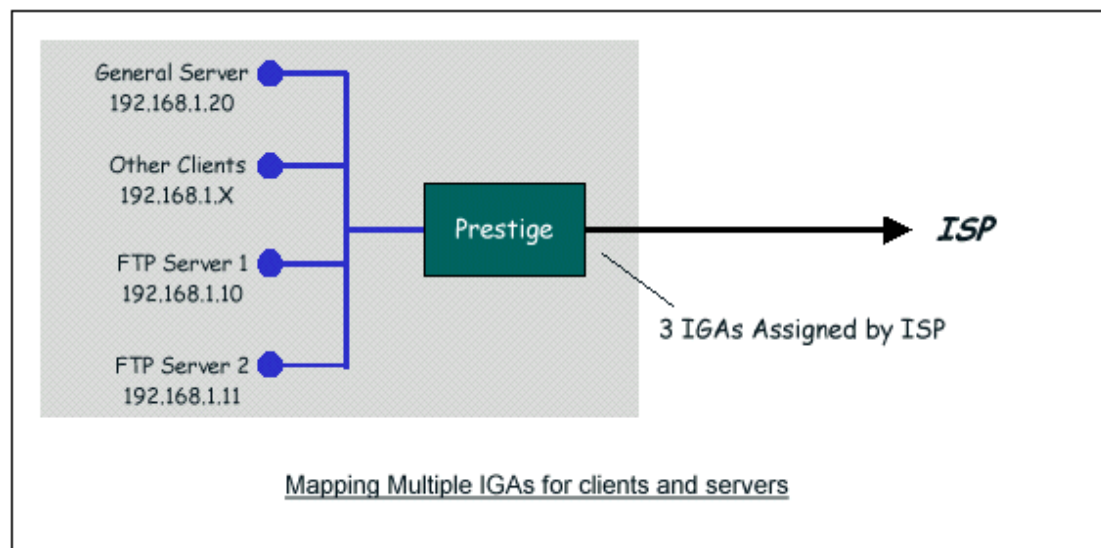 General Server
192.168.1.20
Other Clients
192.168.1.X
FTP Server 1
192.168.1.10
FTP Server 2
192.168.1.11
Prestige
ISP
3 IGAs Assigned by ISP
Mapping Multiple IGAs for clients and servers